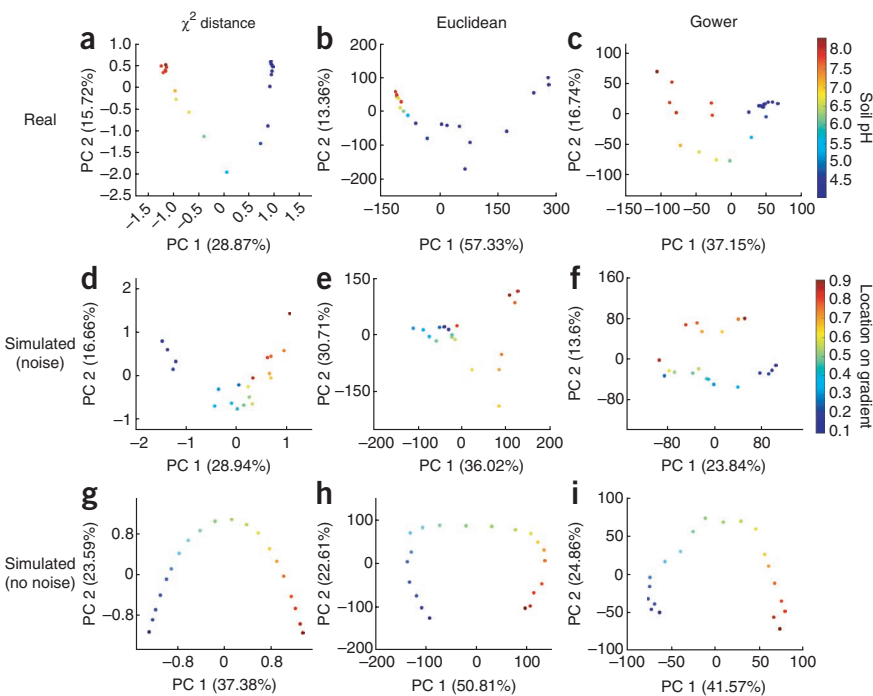 χ² distance
Euclidean
Gower
Real
a
1.0
0.5
0
−0.5
−1.0
−1.5
−2.0
−2.5
PC 2 (15.72%)
−1.5
−1.0
−0.5
0
0.5
1.0
1.5
PC 1 (28.87%)
b
200
100
0
−100
−200
PC 2 (13.36%)
−150
0
150
300
PC 1 (57.33%)
c
100
50
0
−50
−100
PC 2 (16.74%)
−150
−100
−50
0
50
100
PC 1 (37.15%)
8.0
7.5
7.0
6.5
6.0
5.5
5.0
4.5
Soil pH
Simulated
(noise)
d
2
1
0
−1
PC 2 (16.66%)
−2
−1
0
1
PC 1 (28.94%)
e
150
0
−150
PC 2 (30.71%)
−200
−100
0
100
200
PC 1 (36.02%)
f
160
80
0
−80
PC 2 (13.6%)
−80
0
80
PC 1 (23.84%)
0.9
0.8
0.7
0.6
0.5
0.4
0.3
0.2
0.1
Location on gradient
Simulated
(no noise)
g
0.8
0
−0.8
PC 2 (23.59%)
−0.8
0
0.8
PC 1 (37.38%)
h
100
0
−100
−200
PC 2 (22.61%)
−200
−100
0
100
PC 1 (50.81%)
i
100
50
0
−50
−100
PC 2 (24.86%)
−100
−50
0
50
100
PC 1 (41.57%)